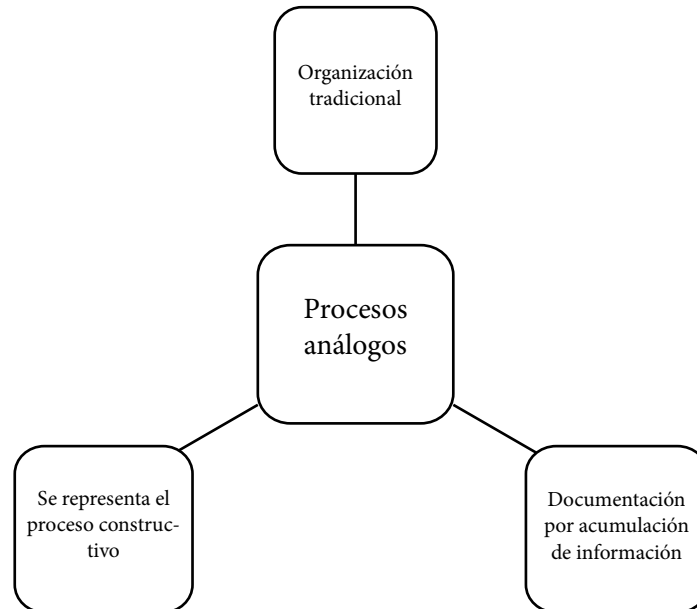 Organización
tradicional
Procesos
análogos
Se representa el
proceso construc-
tivo
Documentación
por acumulación
de información